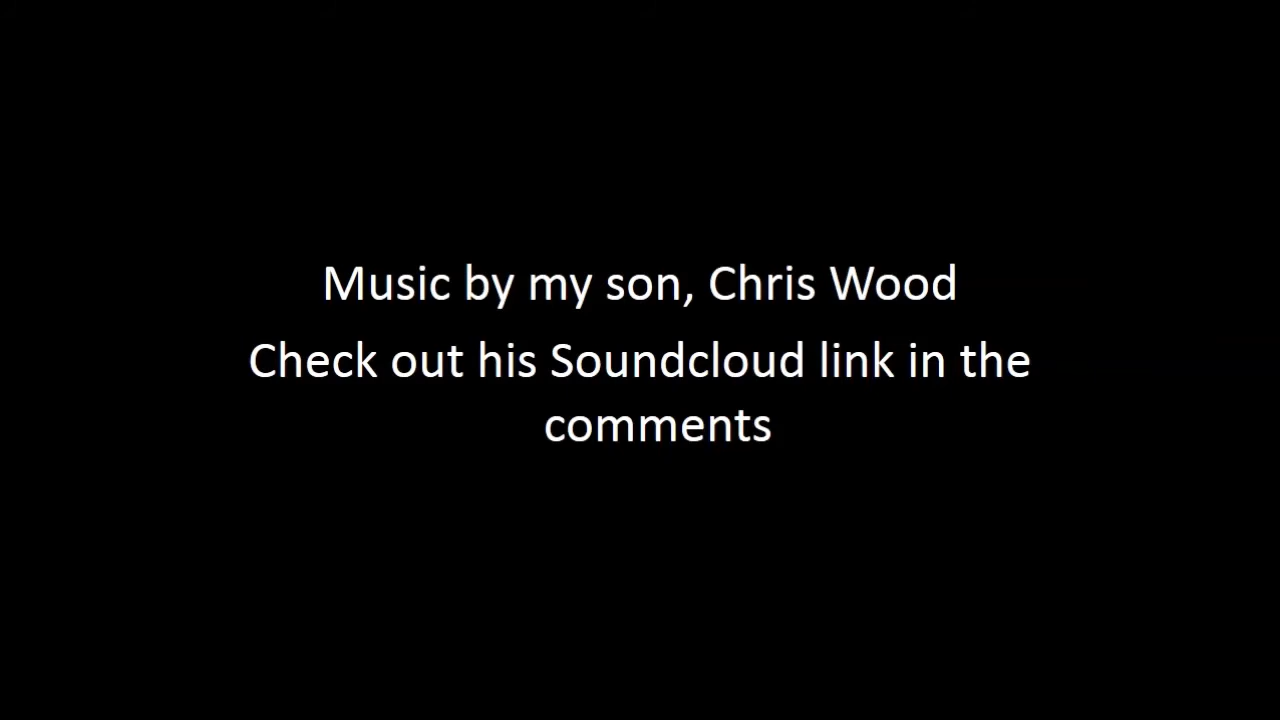 Music by my son, Chris Wood
Check out his Soundcloud link in the
comments